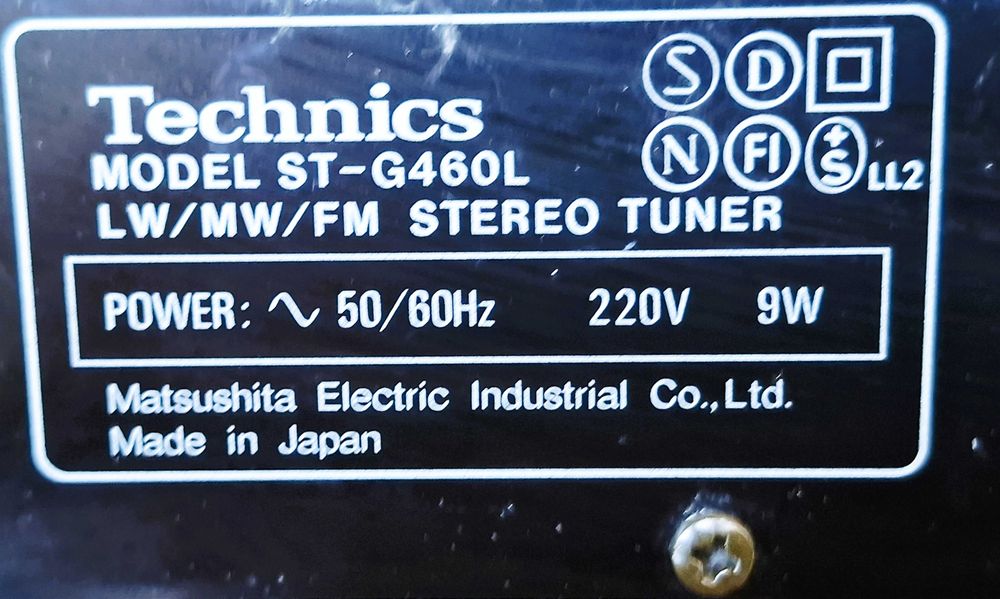 Technics
MODEL ST-G460L
LW/MW/FM STEREO TUNER
S D
N FI +S LL2
POWER: ∿ 50/60Hz 220V 9W
Matsushita Electric Industrial Co.,Ltd.
Made in Japan